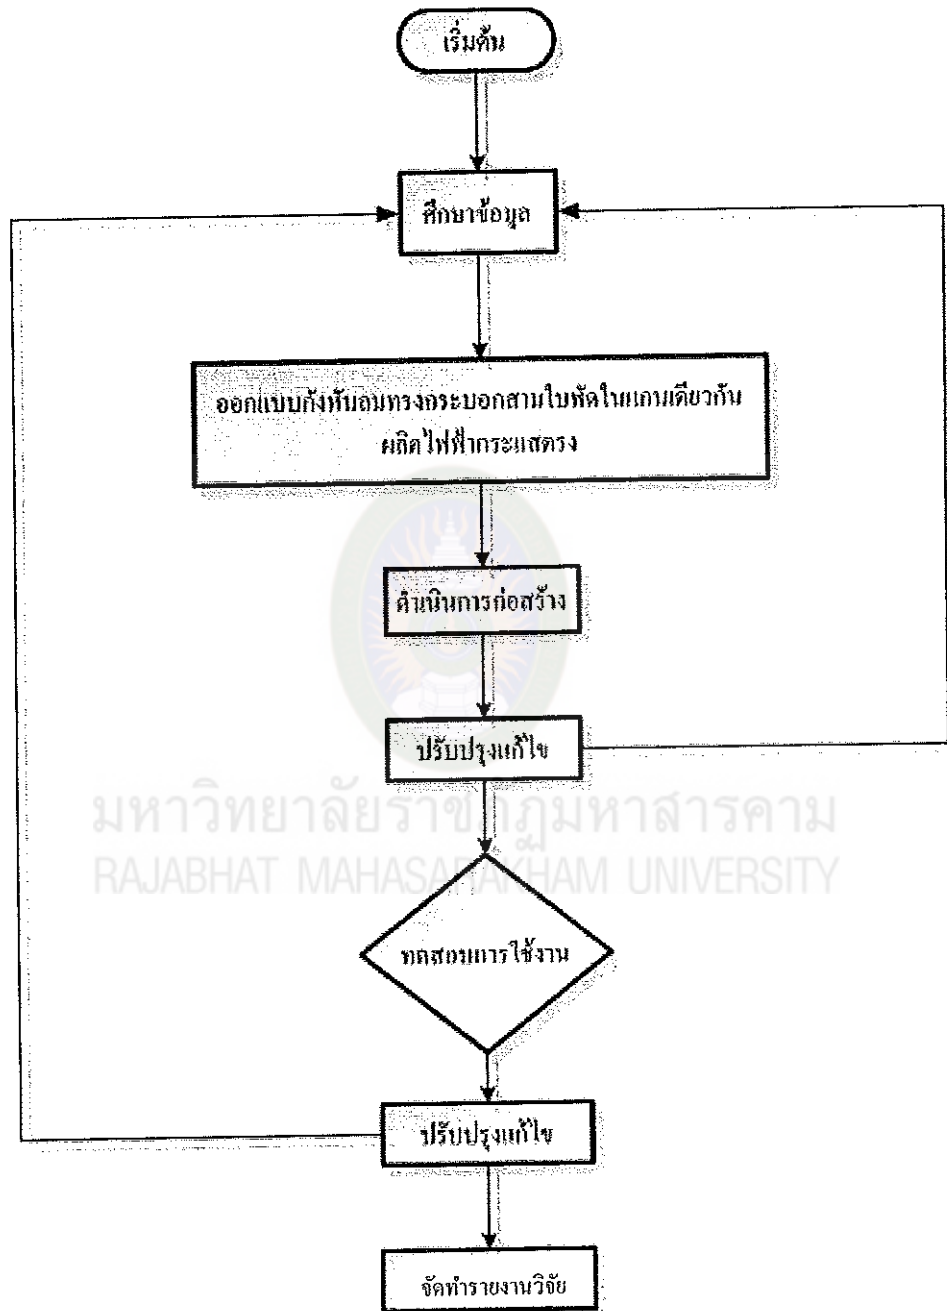 เริ่มต้น
ศึกษาข้อมูล
ออกแบบกังหันลมทรงกระบอกสามใบพัดในแกนเดียวกัน
ผลิตไฟฟ้ากระแสตรง
ดำเนินการก่อสร้าง
ปรับปรุงแก้ไข
มหาวิทยาลัยราชภัฏมหาสารคาม
RAJABHAT MAHASARAKHAM UNIVERSITY
ทดสอบการใช้งาน
ปรับปรุงแก้ไข
จัดทำรายงานวิจัย